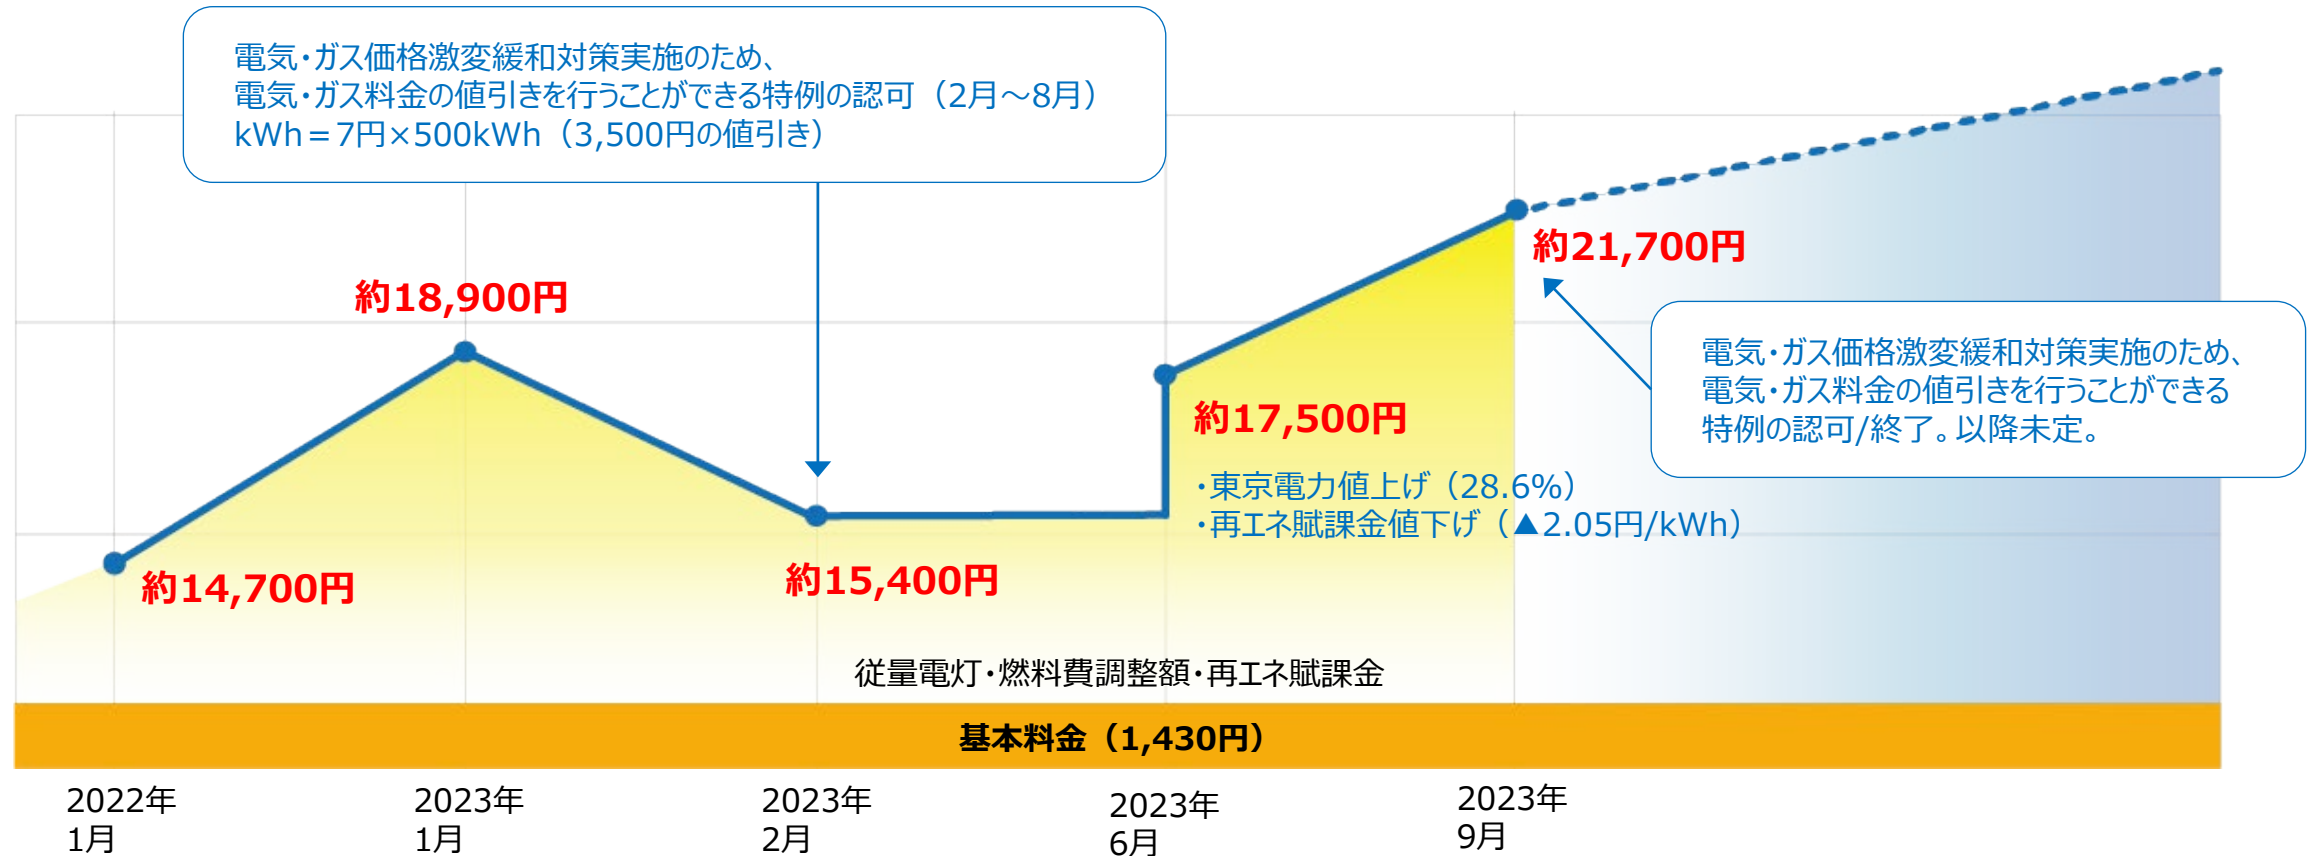 電気・ガス価格激変緩和対策実施のため、
電気・ガス料金の値引きを行うことができる特例の認可（2月～8月）
kWh＝7円×500kWh（3,500円の値引き）
約21,700円
約18,900円
電気・ガス価格激変緩和対策実施のため、
電気・ガス料金の値引きを行うことができる
特例の認可/終了。以降未定。
約17,500円
・東京電力値上げ（28.6%）
・再エネ賦課金値下げ（▲2.05円/kWh）
約14,700円
約15,400円
従量電灯・燃料費調整額・再エネ賦課金
基本料金（1,430円）
2022年
1月
2023年
1月
2023年
2月
2023年
6月
2023年
9月